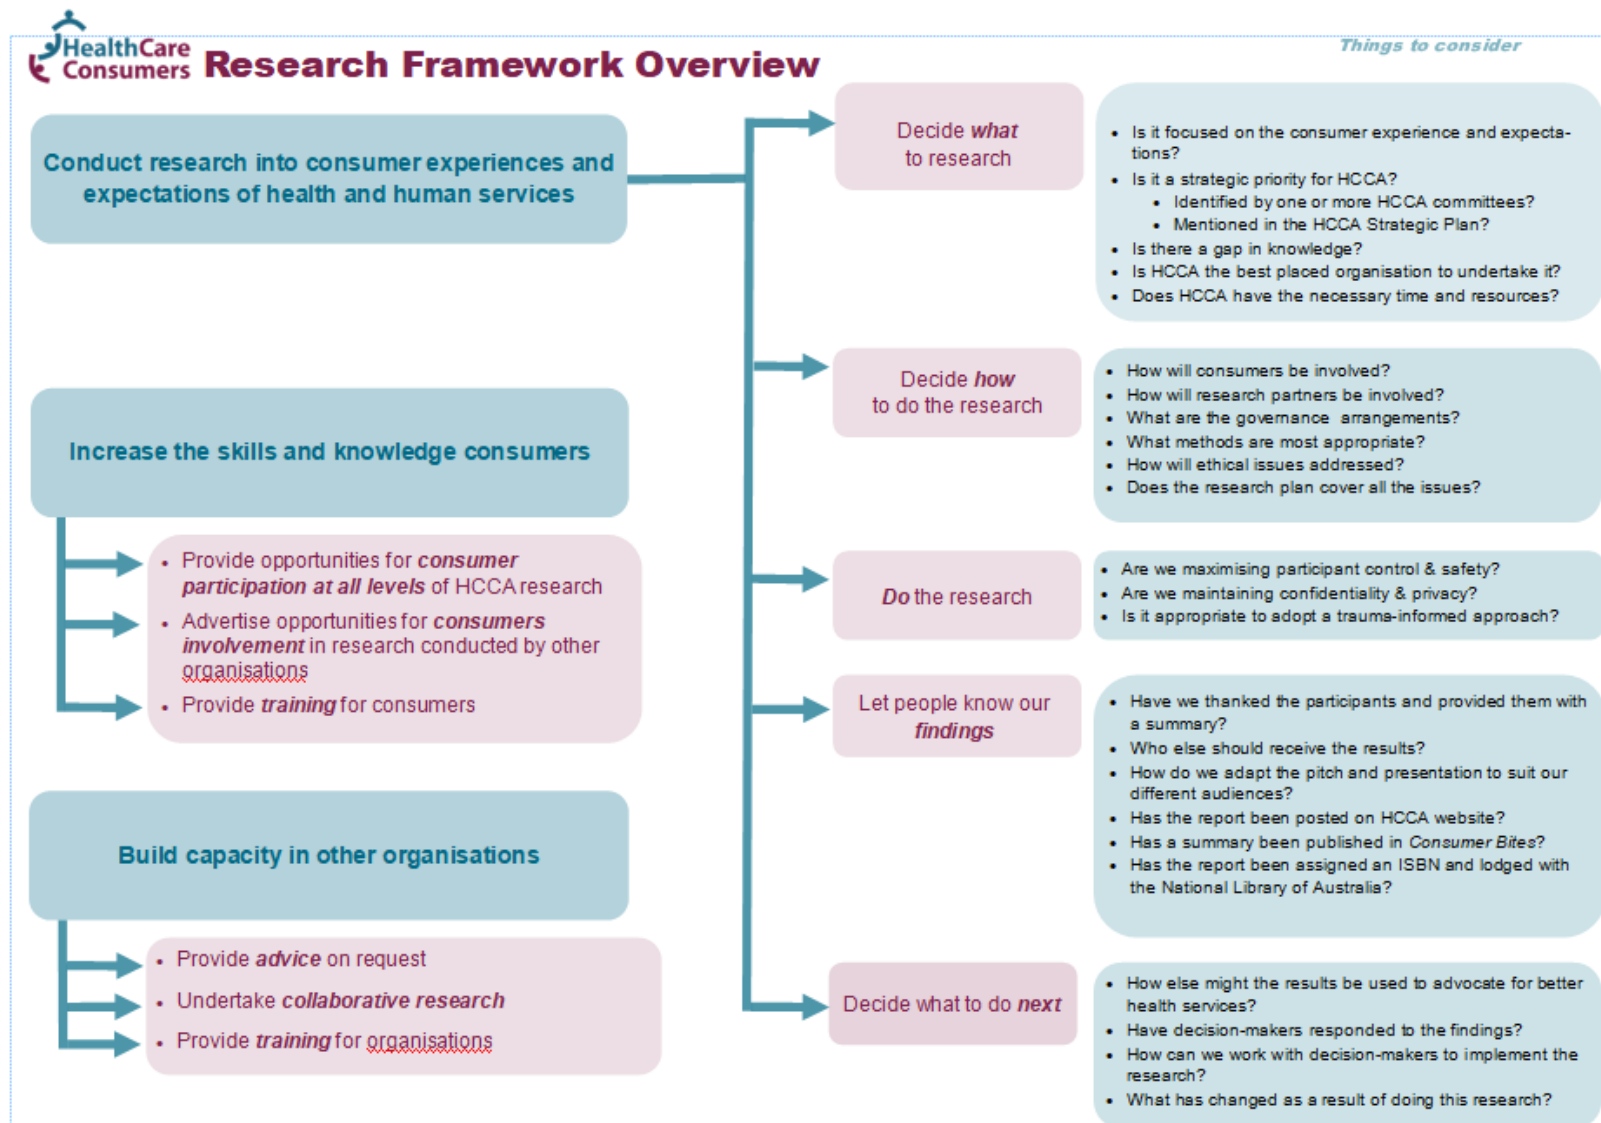 HealthCare
Consumers
Research Framework Overview
Things to consider
Conduct research into consumer experiences and
expectations of health and human services
Decide what
to research
• Is it focused on the consumer experience and expecta-
tions?
• Is it a strategic priority for HCCA?
• Identified by one or more HCCA committees?
• Mentioned in the HCCA Strategic Plan?
• Is there a gap in knowledge?
• Is HCCA the best placed organisation to undertake it?
• Does HCCA have the necessary time and resources?
Decide how
to do the research
• How will consumers be involved?
• How will research partners be involved?
• What are the governance arrangements?
• What methods are most appropriate?
• How will ethical issues addressed?
• Does the research plan cover all the issues?
Do the research
• Are we maximising participant control & safety?
• Are we maintaining confidentiality & privacy?
• Is it appropriate to adopt a trauma-informed approach?
Let people know our
findings
• Have we thanked the participants and provided them with
a summary?
• Who else should receive the results?
• How do we adapt the pitch and presentation to suit our
different audiences?
• Has the report been posted on HCCA website?
• Has a summary been published in Consumer Bites?
• Has the report been assigned an ISBN and lodged with
the National Library of Australia?
Decide what to do next
• How else might the results be used to advocate for better
health services?
• Have decision-makers responded to the findings?
• How can we work with decision-makers to implement the
research?
• What has changed as a result of doing this research?
Increase the skills and knowledge consumers
• Provide opportunities for consumer
participation at all levels of HCCA research
• Advertise opportunities for consumers
involvement in research conducted by other
organisations
• Provide training for consumers
Build capacity in other organisations
• Provide advice on request
• Undertake collaborative research
• Provide training for organisations